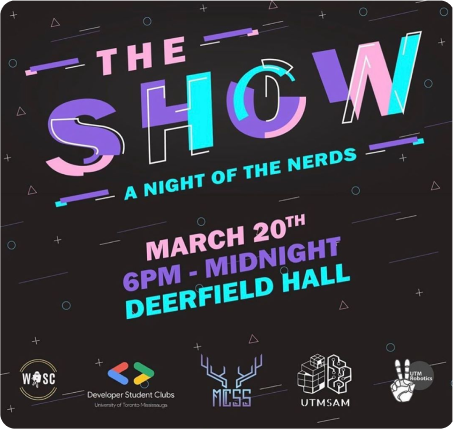 THE
SHOW
A NIGHT OF THE NERDS
MARCH 20TH
6PM - MIDNIGHT
DEERFIELD HALL
WiSC
Developer Student Clubs
University of Toronto Mississauga
MCSS
UTMSAM
UTM
Robotics